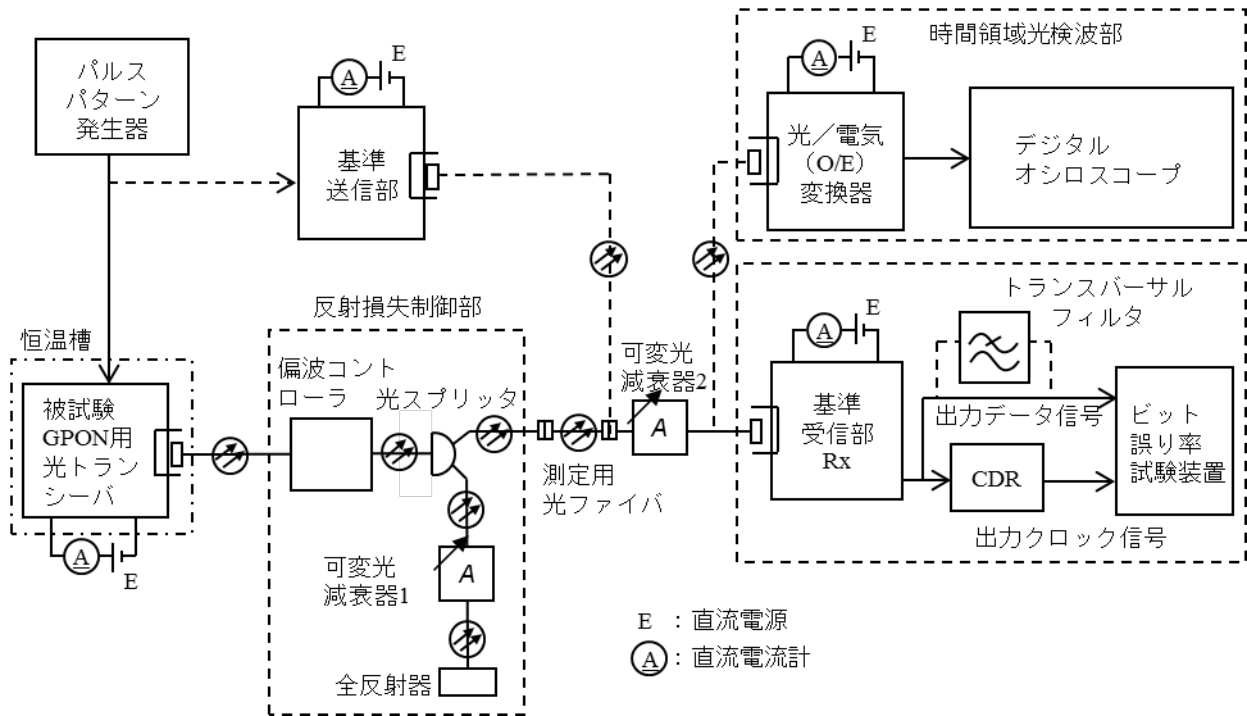 パルス
パターン
発生器
E
A
基準
送信部
時間領域光検波部
E
A
光／電気
（O/E）
変換器
デジタル
オシロスコープ
恒温槽
被試験
GPON用
光トラン
シーバ
A
E
反射損失制御部
偏波コント
ローラ
光スプリッタ
可変光
減衰器1
A
全反射器
測定用
光ファイバ
可変光
減衰器2
A
トランスバーサル
フィルタ
E
A
基準
受信部
Rx
出力データ信号
CDR
出力クロック信号
ビット
誤り率
試験装置
E ：直流電源
A ：直流電流計